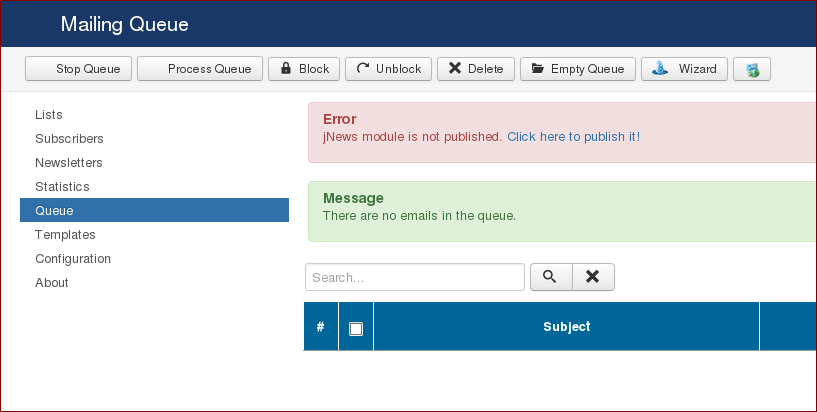 Mailing Queue
Stop Queue Process Queue Block Unblock Delete Empty Queue Wizard
Lists
Subscribers
Newsletters
Statistics
Queue
Templates
Configuration
About
Error
jNews module is not published. Click here to publish it!
Message
There are no emails in the queue.
Search...
# Subject